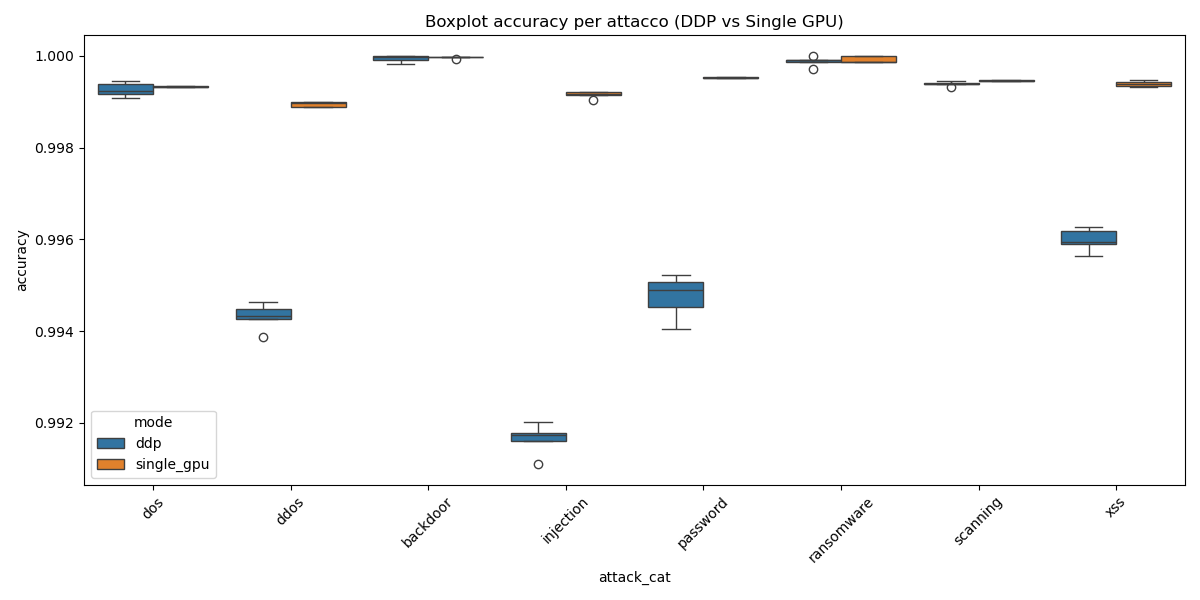 Boxplot accuracy per attacco (DDP vs Single GPU)
accuracy
1.000
0.998
0.996
0.994
0.992
mode
ddp
single_gpu
dos
ddos
backdoor
injection
password
ransomware
scanning
xss
attack_cat